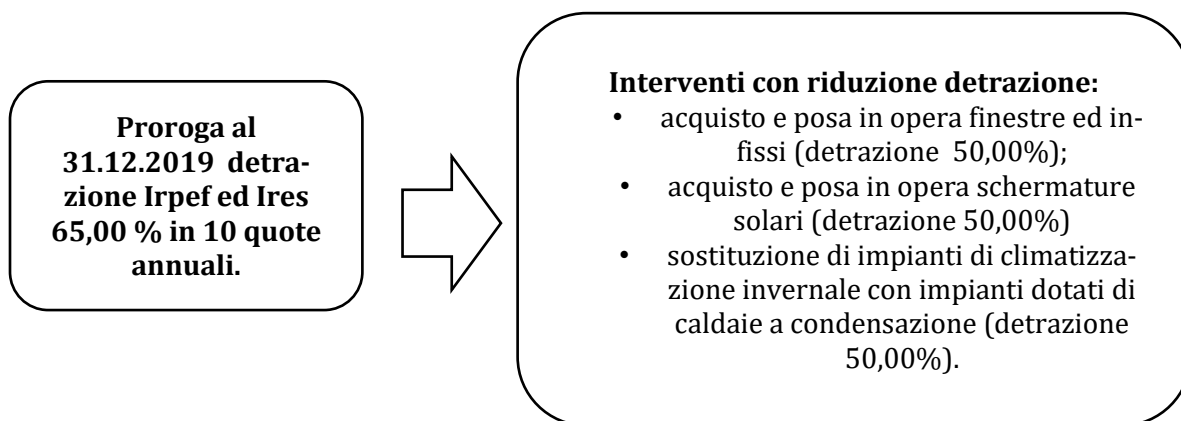 Proroga al
31.12.2019 detra-
zione Irpef ed Ires
65,00 % in 10 quote
annuali.
Interventi con riduzione detrazione:
• acquisto e posa in opera finestre ed in-
fissi (detrazione 50,00%);
• acquisto e posa in opera schermature
solari (detrazione 50,00%)
• sostituzione di impianti di climatizza-
zione invernale con impianti dotati di
caldaie a condensazione (detrazione
50,00%).